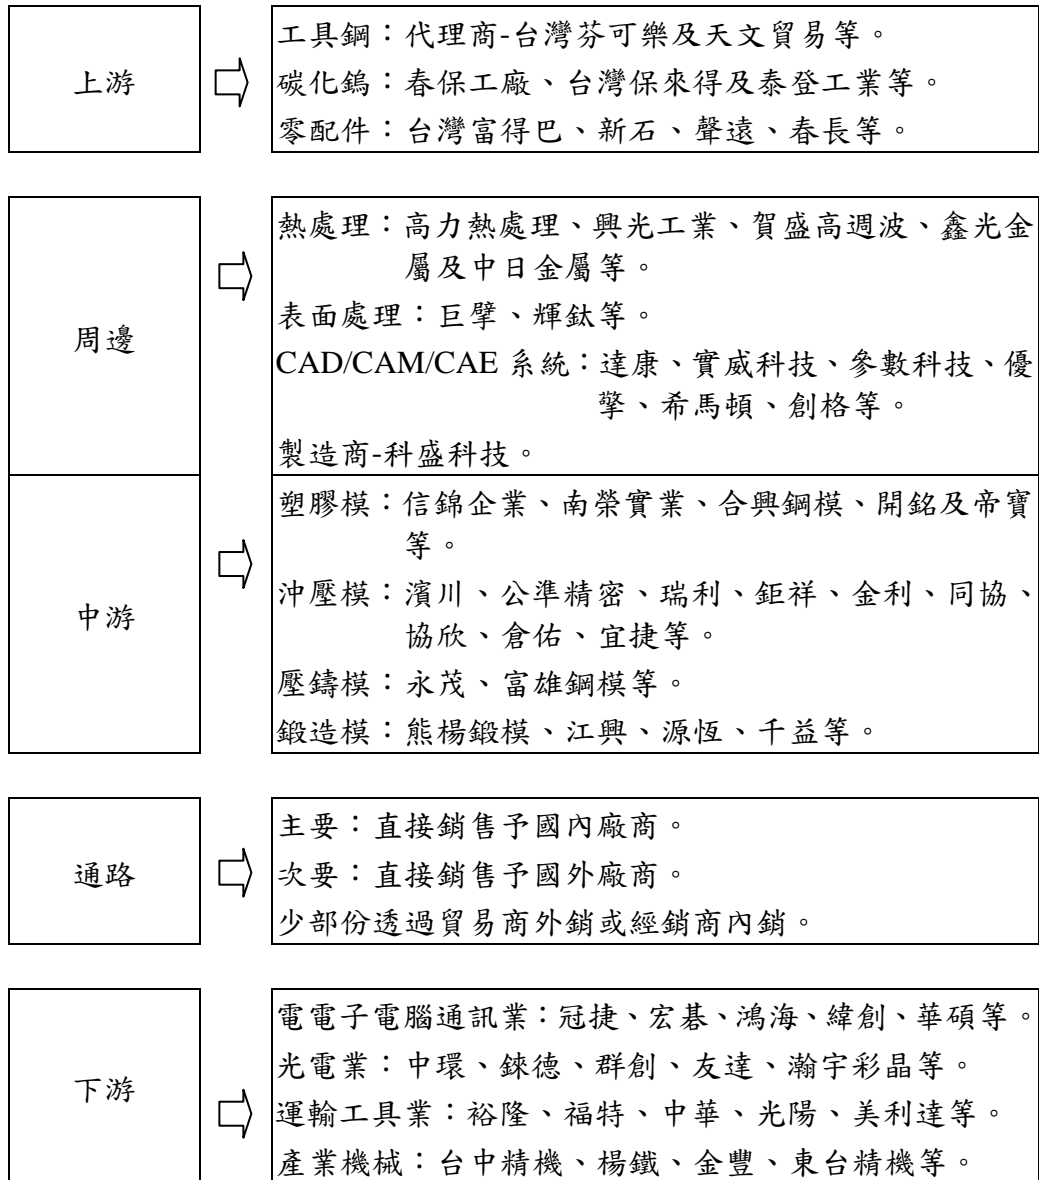 上游
工具鋼：代理商-台灣芬可樂及天文貿易等。
碳化鎢：春保工廠、台灣保來得及泰登工業等。
零配件：台灣富得巴、新石、聲遠、春長等。
周邊
熱處理：高力熱處理、興光工業、賀盛高週波、鑫光金
屬及中日金屬等。
表面處理：巨擘、輝鈦等。
CAD/CAM/CAE 系統：達康、實威科技、參數科技、優
擎、希馬頓、創格等。
製造商-科盛科技。
中游
塑膠模：信錦企業、南榮實業、合興鋼模、開銘及帝寶
等。
沖壓模：濱川、公準精密、瑞利、鉅祥、金利、同協、
協欣、倉佑、宜捷等。
壓鑄模：永茂、富雄鋼模等。
鍛造模：熊楊鍛模、江興、源恆、千益等。
通路
主要：直接銷售予國內廠商。
次要：直接銷售予國外廠商。
少部份透過貿易商外銷或經銷商內銷。
下游
電電子電腦通訊業：冠捷、宏碁、鴻海、緯創、華碩等。
光電業：中環、錸德、群創、友達、瀚宇彩晶等。
運輸工具業：裕隆、福特、中華、光陽、美利達等。
產業機械：台中精機、楊鐵、金豐、東台精機等。